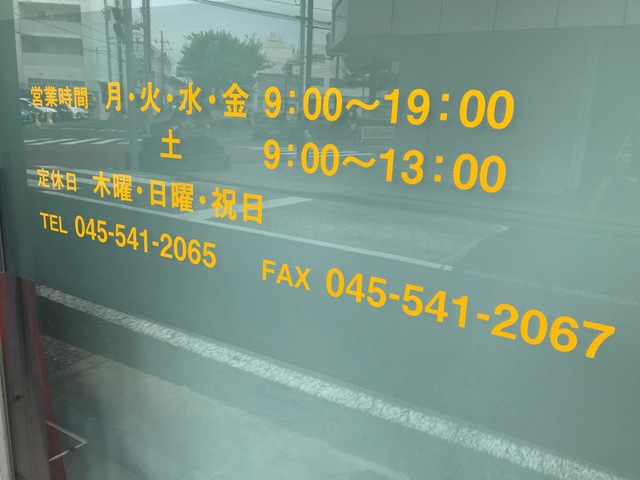 営業時間 月・火・水・金 9:00～19:00
土 9:00～13:00
定休日 木曜・日曜・祝日
TEL 045-541-2065
FAX 045-541-2067